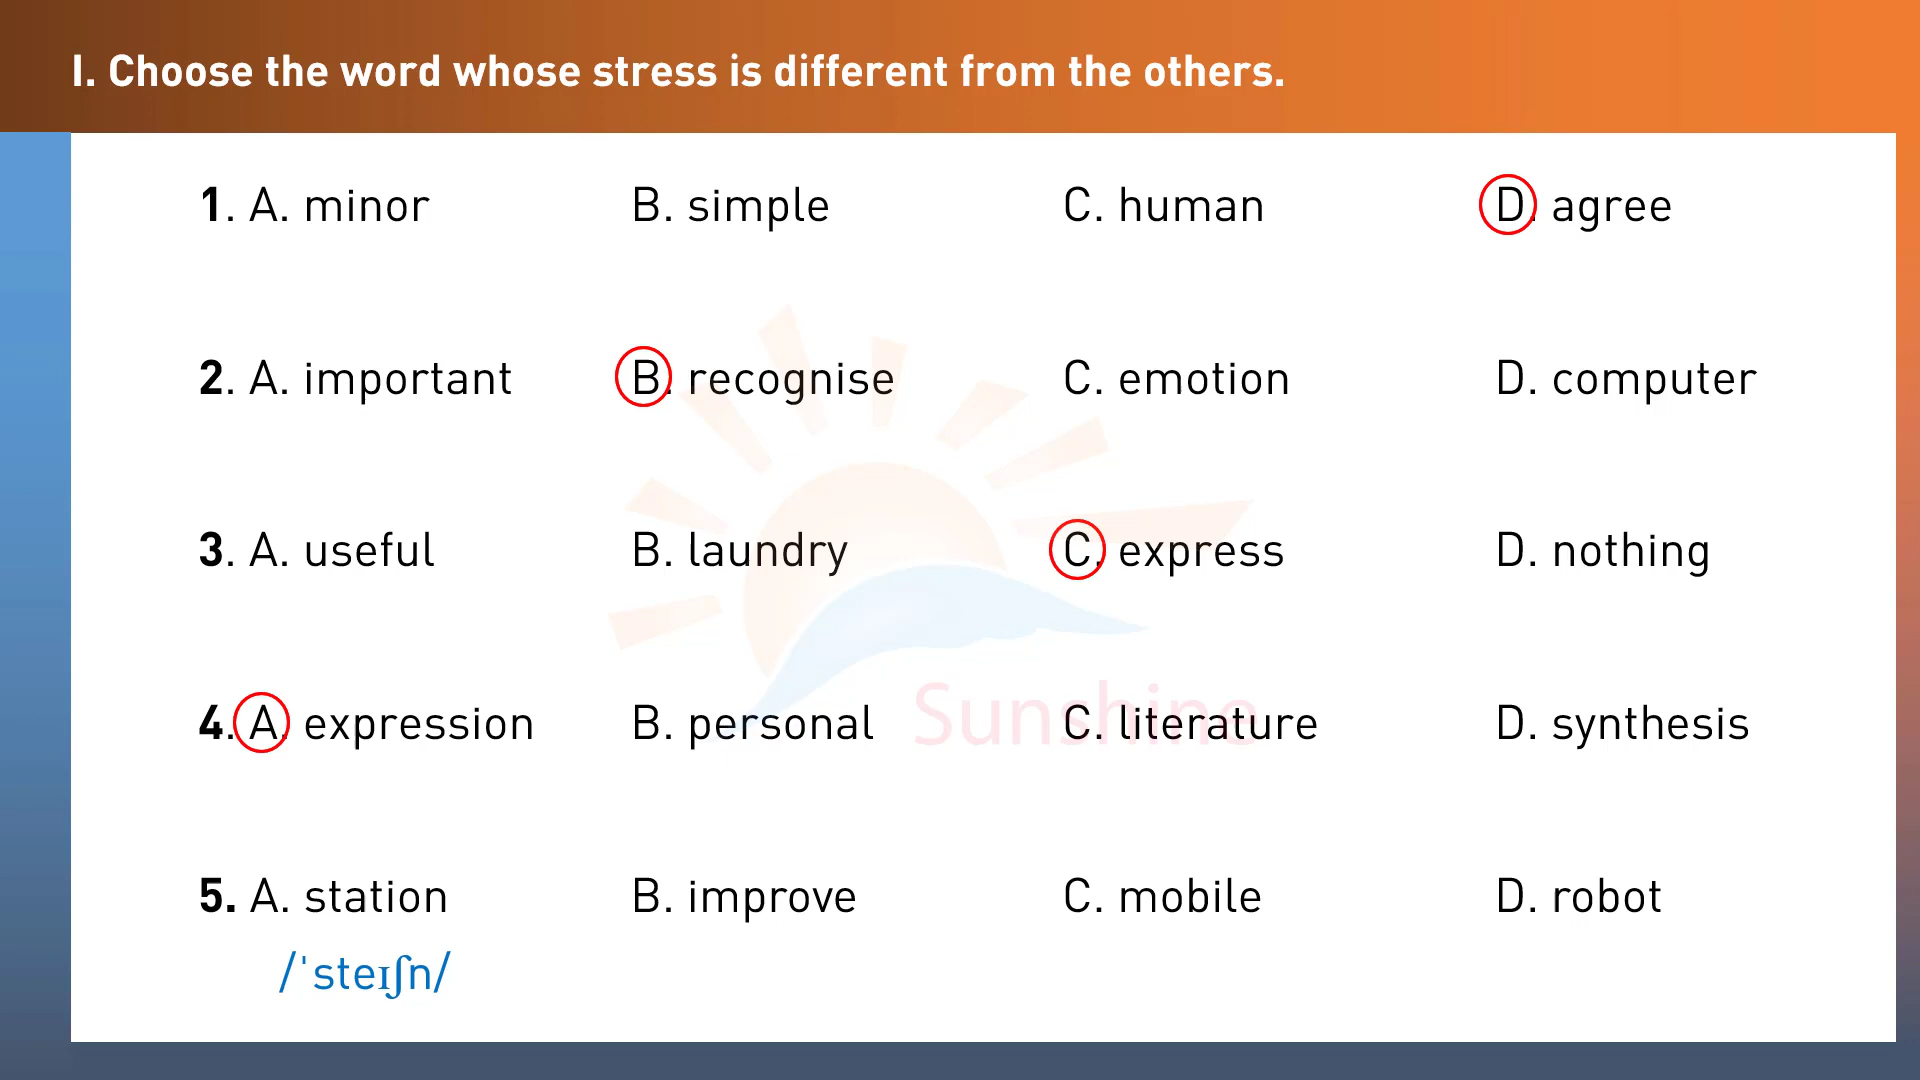 I. Choose the word whose stress is different from the others.
1. A. minor B. simple C. human D. agree
2. A. important B. recognise C. emotion D. computer
3. A. useful B. laundry C. express D. nothing
4. A. expression B. personal C. literature D. synthesis
Sunshine
5. A. station B. improve C. mobile D. robot
/ˈsteɪʃn/